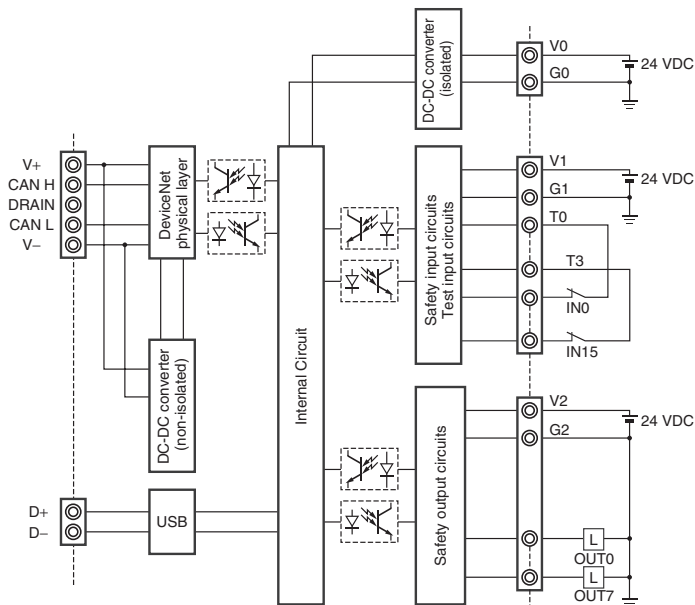 V0
G0
24 VDC
DC-DC converter
(isolated)
V+
CAN H
DRAIN
CAN L
V−
DeviceNet
physical layer
DC-DC converter
(non-isolated)
D+
D−
USB
Internal Circuit
Safety input circuits
Test input circuits
V1
G1
24 VDC
T0
T3
IN0
IN15
Safety output circuits
V2
G2
24 VDC
L
OUT0
L
OUT7